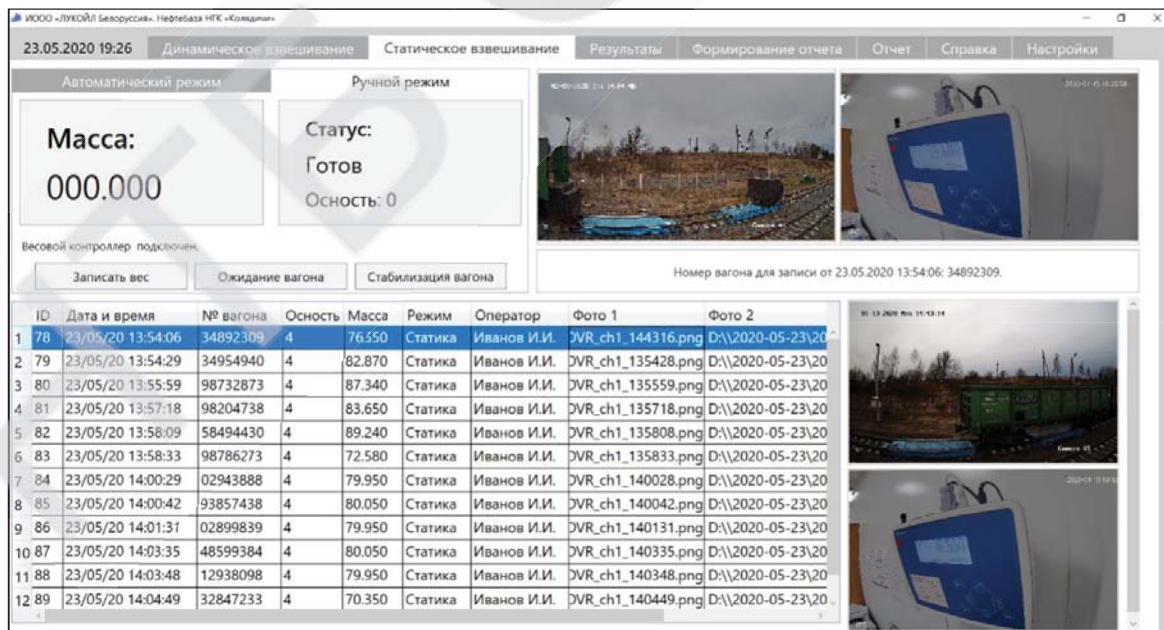 ИООО «ЛУКОЙЛ Белоруссия». Нефтебаза НГК «Колядичи»
23.05.2020 19:26 Динамическое взвешивание Статическое взвешивание Результаты Формирование отчета Отчет Справка Настройки
Автоматический режим Ручной режим
Масса:
000.000
Статус:
Готов
Осность: 0
Весовой контроллер подключен.
Записать вес Ожидание вагона Стабилизация вагона
Номер вагона для записи от 23.05.2020 13:54:06: 34892309.
ID Дата и время № вагона Осность Масса Режим Оператор Фото 1 Фото 2
1 78 23/05/20 13:54:06 34892309 4 76.550 Статика Иванов И.И. DVR_ch1_144316.png D:\\2020-05-23\20
2 79 23/05/20 13:54:29 34954940 4 82.870 Статика Иванов И.И. DVR_ch1_135428.png D:\\2020-05-23\20
3 80 23/05/20 13:55:59 98732873 4 87.340 Статика Иванов И.И. DVR_ch1_135559.png D:\\2020-05-23\20
4 81 23/05/20 13:57:18 98204738 4 83.650 Статика Иванов И.И. DVR_ch1_135718.png D:\\2020-05-23\20
5 82 23/05/20 13:58:09 58494430 4 89.240 Статика Иванов И.И. DVR_ch1_135808.png D:\\2020-05-23\20
6 83 23/05/20 13:58:33 98786273 4 72.580 Статика Иванов И.И. DVR_ch1_135833.png D:\\2020-05-23\20
7 84 23/05/20 14:00:29 02943888 4 79.950 Статика Иванов И.И. DVR_ch1_140028.png D:\\2020-05-23\20
8 85 23/05/20 14:00:42 93857438 4 80.050 Статика Иванов И.И. DVR_ch1_140042.png D:\\2020-05-23\20
9 86 23/05/20 14:01:31 02899839 4 79.950 Статика Иванов И.И. DVR_ch1_140131.png D:\\2020-05-23\20
10 87 23/05/20 14:03:35 48599384 4 80.050 Статика Иванов И.И. DVR_ch1_140335.png D:\\2020-05-23\20
11 88 23/05/20 14:03:48 12938098 4 79.950 Статика Иванов И.И. DVR_ch1_140348.png D:\\2020-05-23\20
12 89 23/05/20 14:04:49 32847233 4 70.350 Статика Иванов И.И. DVR_ch1_140449.png D:\\2020-05-23\20